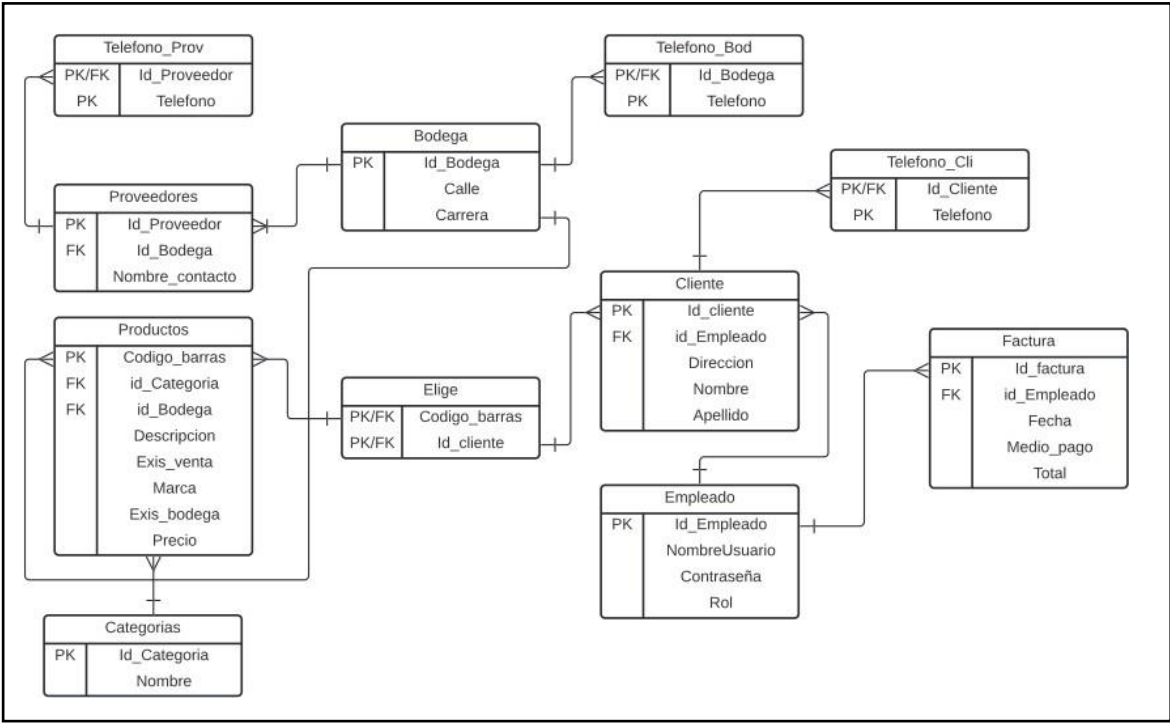 Telefono_Prov
PK/FK Id_Proveedor
PK Telefono
Telefono_Bod
PK/FK Id_Bodega
PK Telefono
Bodega
PK Id_Bodega
Calle
Carrera
Telefono_Cli
PK/FK Id_Cliente
PK Telefono
Proveedores
PK Id_Proveedor
FK Id_Bodega
Nombre_contacto
Cliente
PK Id_cliente
FK id_Empleado
Direccion
Nombre
Apellido
Productos
PK Codigo_barras
FK id_Categoria
FK id_Bodega
Descripcion
Exis_venta
Marca
Exis_bodega
Precio
Elige
PK/FK Codigo_barras
PK/FK Id_cliente
Factura
PK Id_factura
FK id_Empleado
Fecha
Medio_pago
Total
Empleado
PK Id_Empleado
NombreUsuario
Contraseña
Rol
Categorias
PK Id_Categoria
Nombre